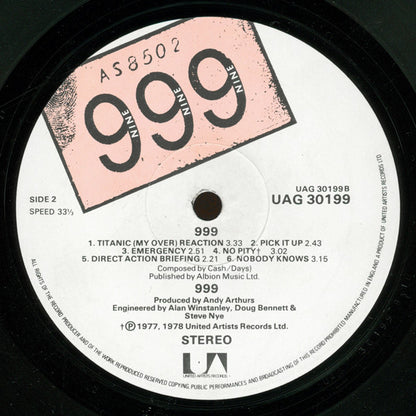 AS8502
999
NINE NINE NINE
SIDE 2
SPEED 33⅓
UAG 30199B
UAG 30199
999
1. TITANIC (MY OVER) REACTION 3.33 2. PICK IT UP 2.43
3. EMERGENCY 2.51 4. NO PITY† 3.02
5. DIRECT ACTION BRIEFING 2.21 6. NOBODY KNOWS 3.15
Composed by Cash/Days)
Published by Albion Music Ltd.
999
Produced by Andy Arthurs
Engineered by Alan Winstanley, Doug Bennett &
Steve Nye
†Ⓟ1977, 1978 United Artists Records Ltd.
STEREO
UA
UNITED ARTISTS RECORDS
ALL RIGHTS OF THE RECORD PRODUCER AND OF THE OWNER OF THE WORK REPRODUCED RESERVED COPYING, PUBLIC PERFORMANCES AND BROADCASTING OF THIS RECORD PROHIBITED MANUFACTURED IN ENGLAND A PRODUCT OF UNITED ARTISTS RECORDS LTD.